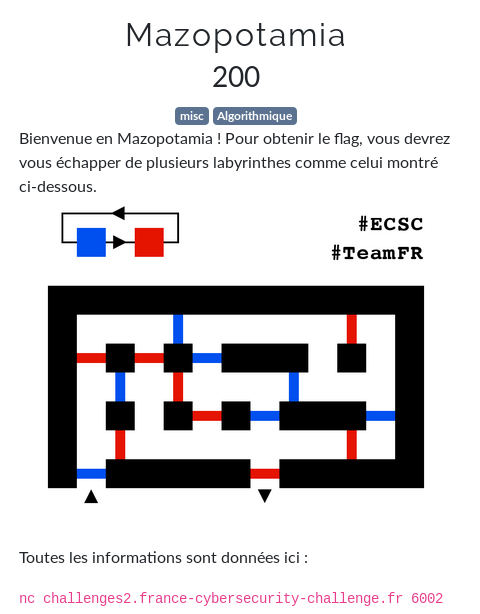 Mazopotamia
200
misc Algorithmique
Bienvenue en Mazopotamia ! Pour obtenir le flag, vous devrez
vous échapper de plusieurs labyrinthes comme celui montré
ci-dessous.
#ECSC
#TeamFR
Toutes les informations sont données ici :
nc challenges2.france-cybersecurity-challenge.fr 6002